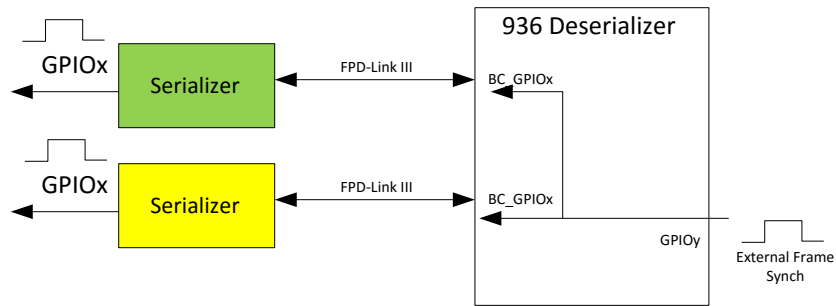 936 Deserializer
GPIOx
Serializer
FPD-Link III
BC_GPIOx
GPIOx
Serializer
FPD-Link III
BC_GPIOx
GPIOy
External Frame
Synch